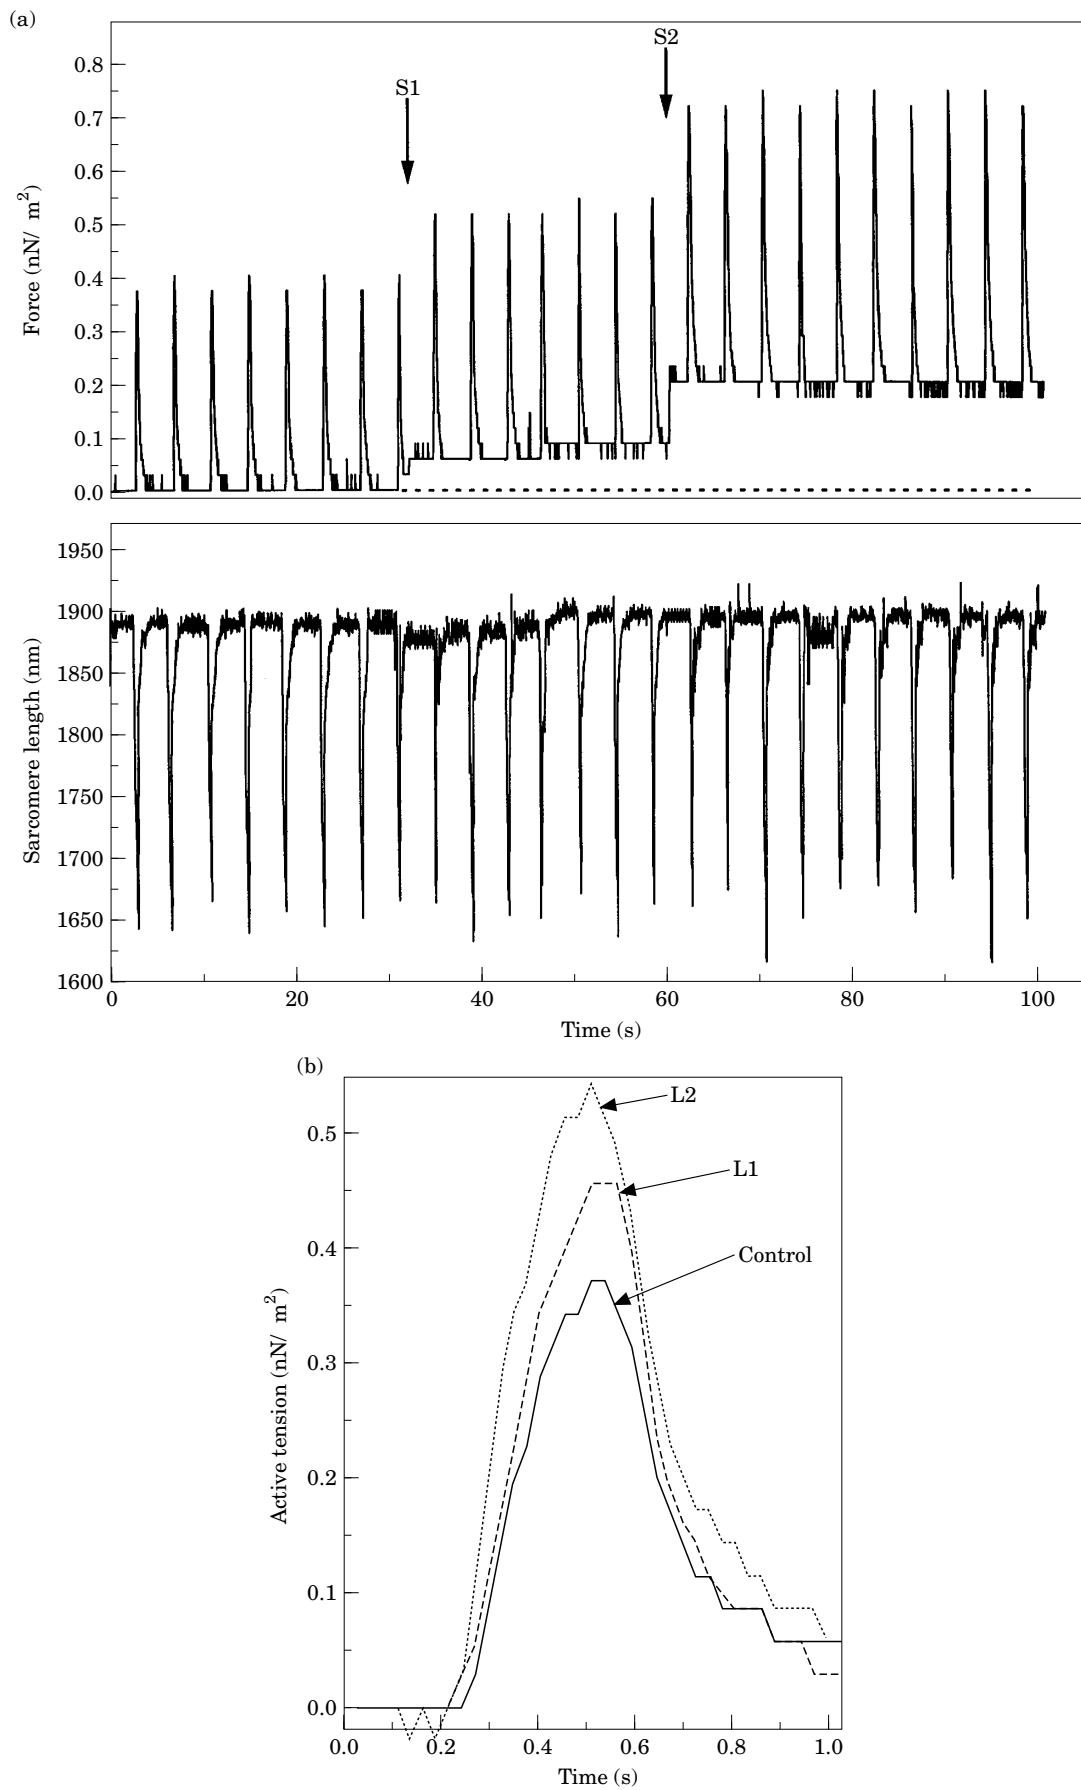 (a)
S1
S2
Force (nN/ m²)
0.8
0.7
0.6
0.5
0.4
0.3
0.2
0.1
0.0
Sarcomere length (nm)
1950
1900
1850
1800
1750
1700
1650
1600
0 20 40 60 80 100
Time (s)
(b)
L2
L1
Control
Active tension (nN/ m²)
0.5
0.4
0.3
0.2
0.1
0.0
0.0 0.2 0.4 0.6 0.8 1.0
Time (s)